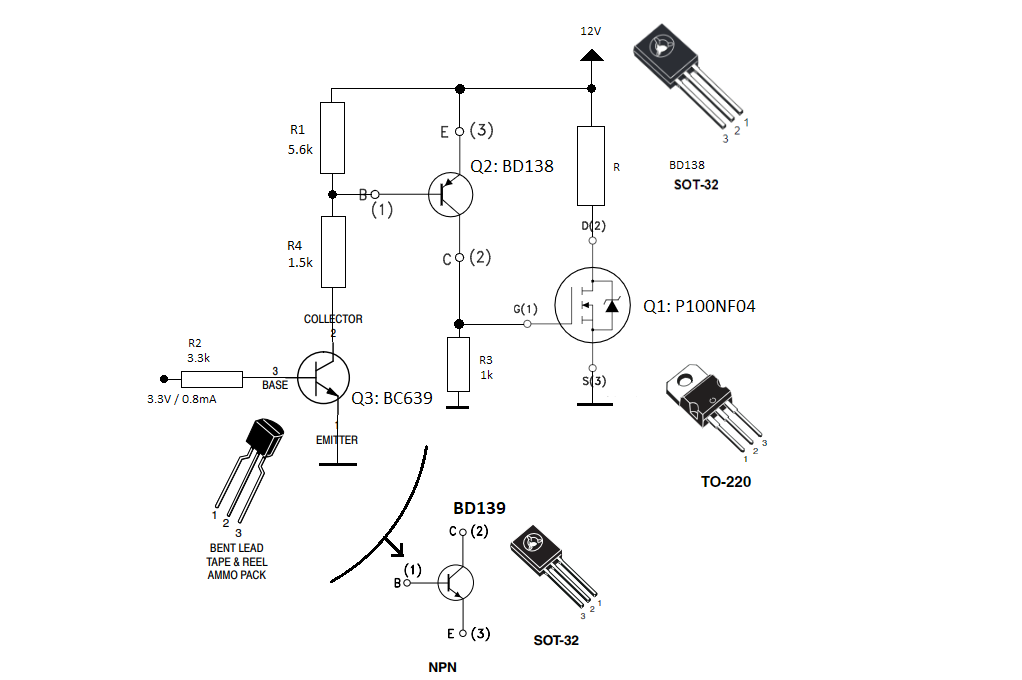 12V
R1
5.6k
E (3)
Q2: BD138
R
1
2
3
BD138
SOT-32
B
(1)
D(2)
R4
1.5k
C (2)
G(1)
Q1: P100NF04
COLLECTOR
2
R2
3.3k
3
BASE
3.3V / 0.8mA
Q3: BC639
R3
1k
S(3)
1
EMITTER
G
1
2
3
TO-220
1
2
3
BENT LEAD
TAPE & REEL
AMMO PACK
BD139
C (2)
(1)
B
E (3)
NPN
1
2
3
SOT-32